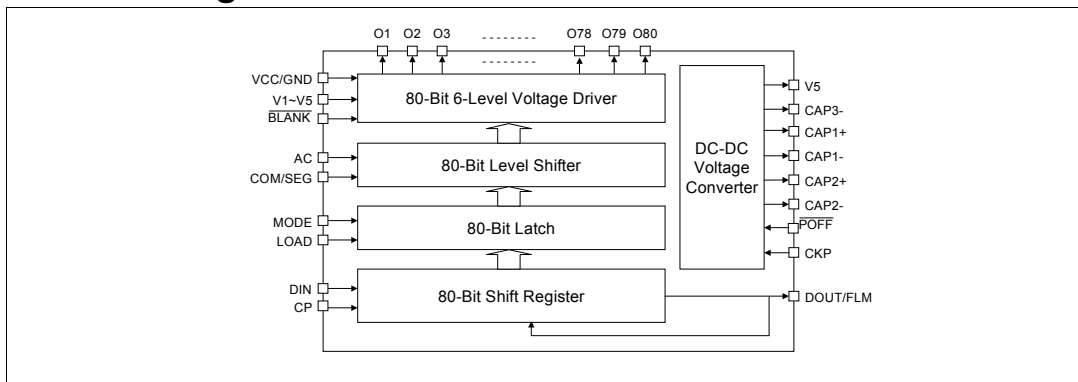 O1 O2 O3 -------- O78 O79 O80
--------
VCC/GND
V1~V5
BLANK
80-Bit 6-Level Voltage Driver
AC
COM/SEG
80-Bit Level Shifter
MODE
LOAD
80-Bit Latch
DIN
CP
80-Bit Shift Register
DC-DC
Voltage
Converter
V5
CAP3-
CAP1+
CAP1-
CAP2+
CAP2-
POFF
CKP
DOUT/FLM